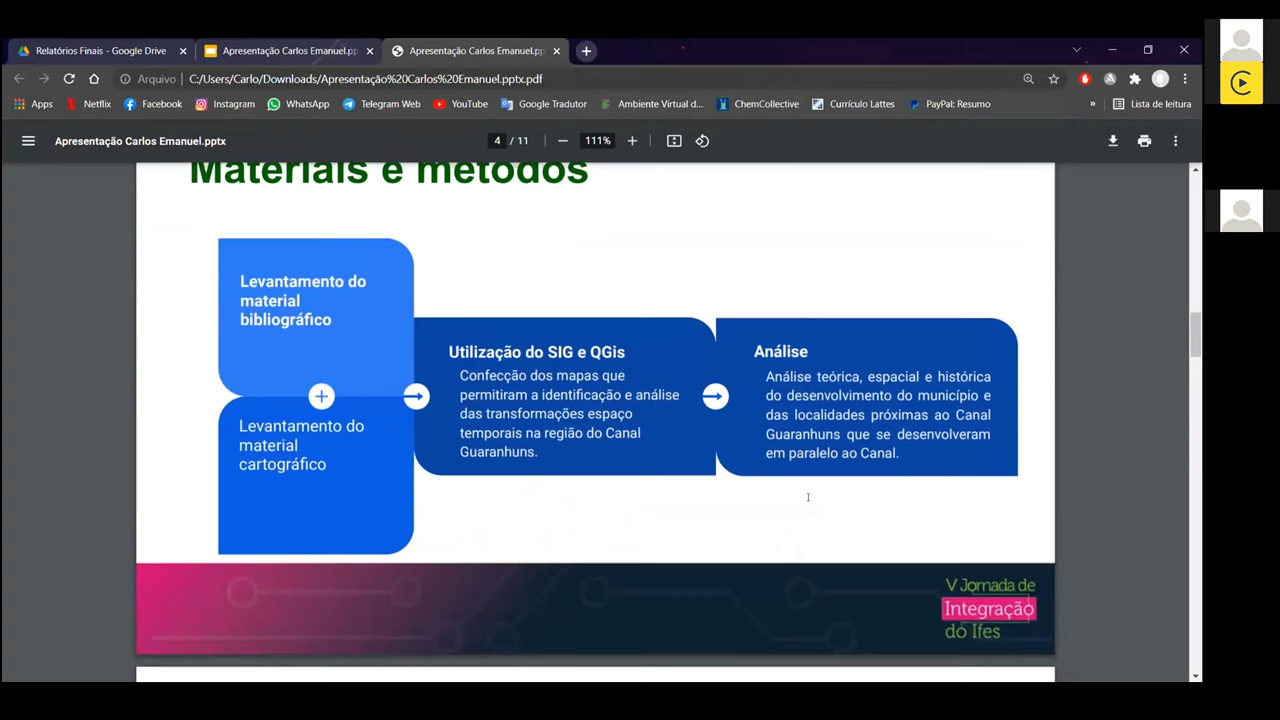 Relatórios Finais - Google Drive
Apresentação Carlos Emanuel.pp
Apresentação Carlos Emanuel.pp
Arquivo
C:/Users/Carlo/Downloads/Apresentação%20Carlos%20Emanuel.pptx.pdf
Apps
Netflix
Facebook
Instagram
WhatsApp
Telegram Web
YouTube
Google Tradutor
Ambiente Virtual d...
ChemCollective
Currículo Lattes
PayPal: Resumo
»
Lista de leitura
Apresentação Carlos Emanuel.pptx
4 / 11
111%
Materiais e métodos
Levantamento do
material
bibliográfico
Levantamento do
material
cartográfico
Utilização do SIG e QGis
Confecção dos mapas que
permitiram a identificação e análise
das transformações espaço
temporais na região do Canal
Guaranhuns.
Análise
Análise teórica, espacial e histórica
do desenvolvimento do município e
das localidades próximas ao Canal
Guaranhuns que se desenvolveram
em paralelo ao Canal.
V Jornada de
Integração
do Ifes